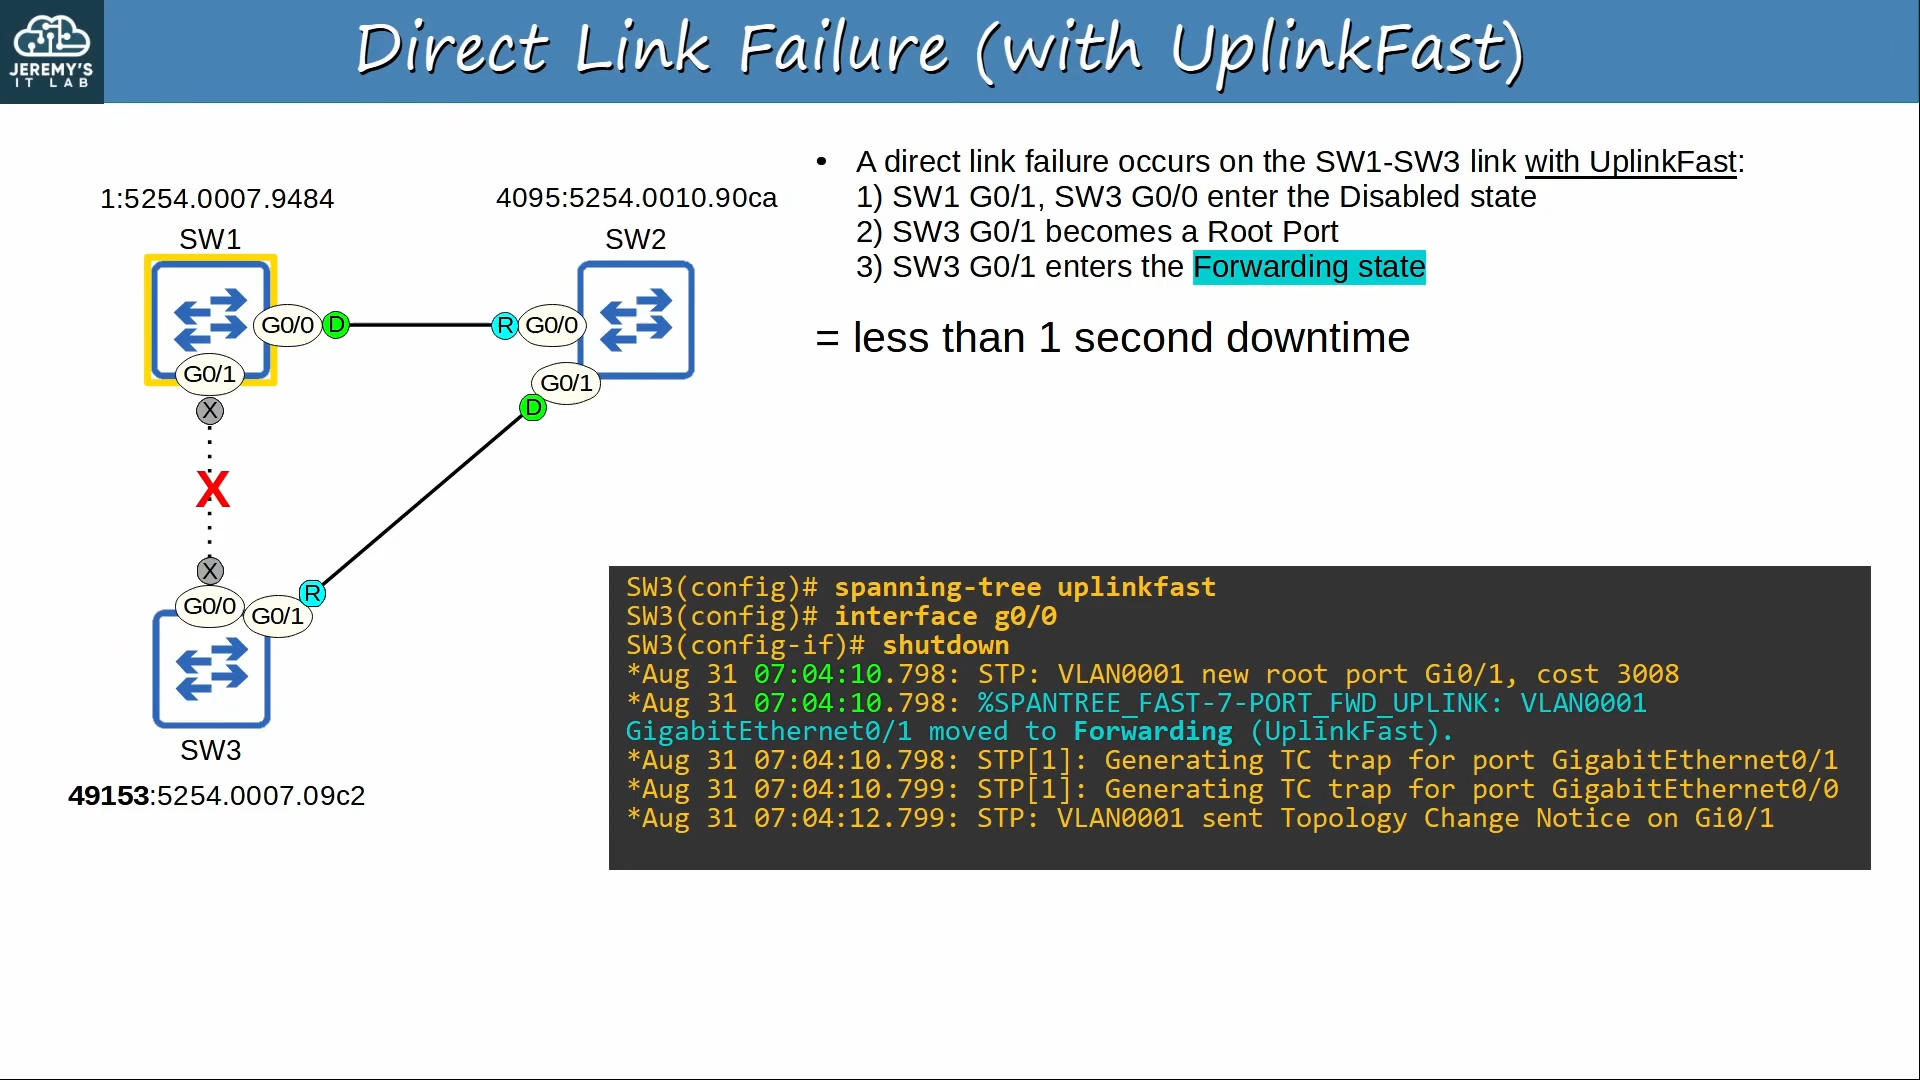 JEREMY'S
IT LAB
Direct Link Failure (with UplinkFast)
1:5254.0007.9484
SW1
4095:5254.0010.90ca
SW2
G0/0 D
R G0/0
G0/1
X
G0/1
D
X
X
G0/0
G0/1
R
SW3
49153:5254.0007.09c2
• A direct link failure occurs on the SW1-SW3 link with UplinkFast:
1) SW1 G0/1, SW3 G0/0 enter the Disabled state
2) SW3 G0/1 becomes a Root Port
3) SW3 G0/1 enters the Forwarding state
= less than 1 second downtime
SW3(config)# spanning-tree uplinkfast
SW3(config)# interface g0/0
SW3(config-if)# shutdown
*Aug 31 07:04:10.798: STP: VLAN0001 new root port Gi0/1, cost 3008
*Aug 31 07:04:10.798: %SPANTREE_FAST-7-PORT_FWD_UPLINK: VLAN0001
GigabitEthernet0/1 moved to Forwarding (UplinkFast).
*Aug 31 07:04:10.798: STP[1]: Generating TC trap for port GigabitEthernet0/1
*Aug 31 07:04:10.799: STP[1]: Generating TC trap for port GigabitEthernet0/0
*Aug 31 07:04:12.799: STP: VLAN0001 sent Topology Change Notice on Gi0/1